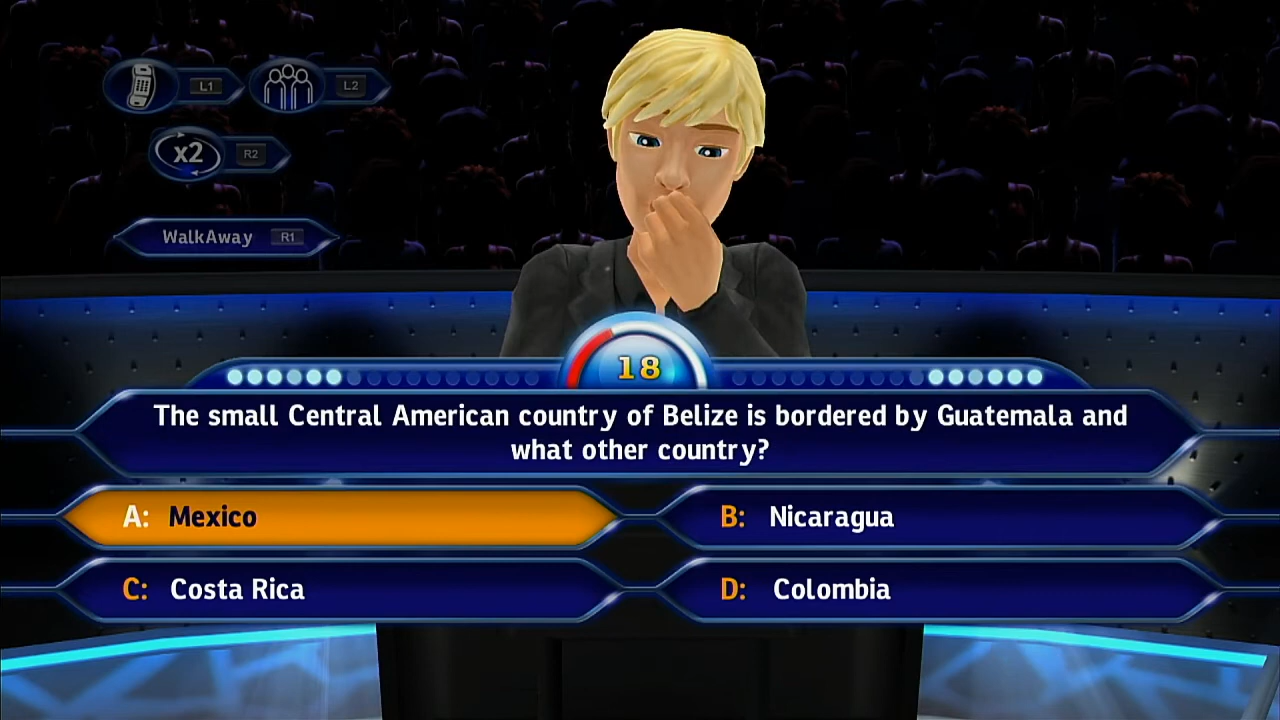 L1
L2
x2
R2
WalkAway R1
18
The small Central American country of Belize is bordered by Guatemala and
what other country?
A: Mexico
B: Nicaragua
C: Costa Rica
D: Colombia